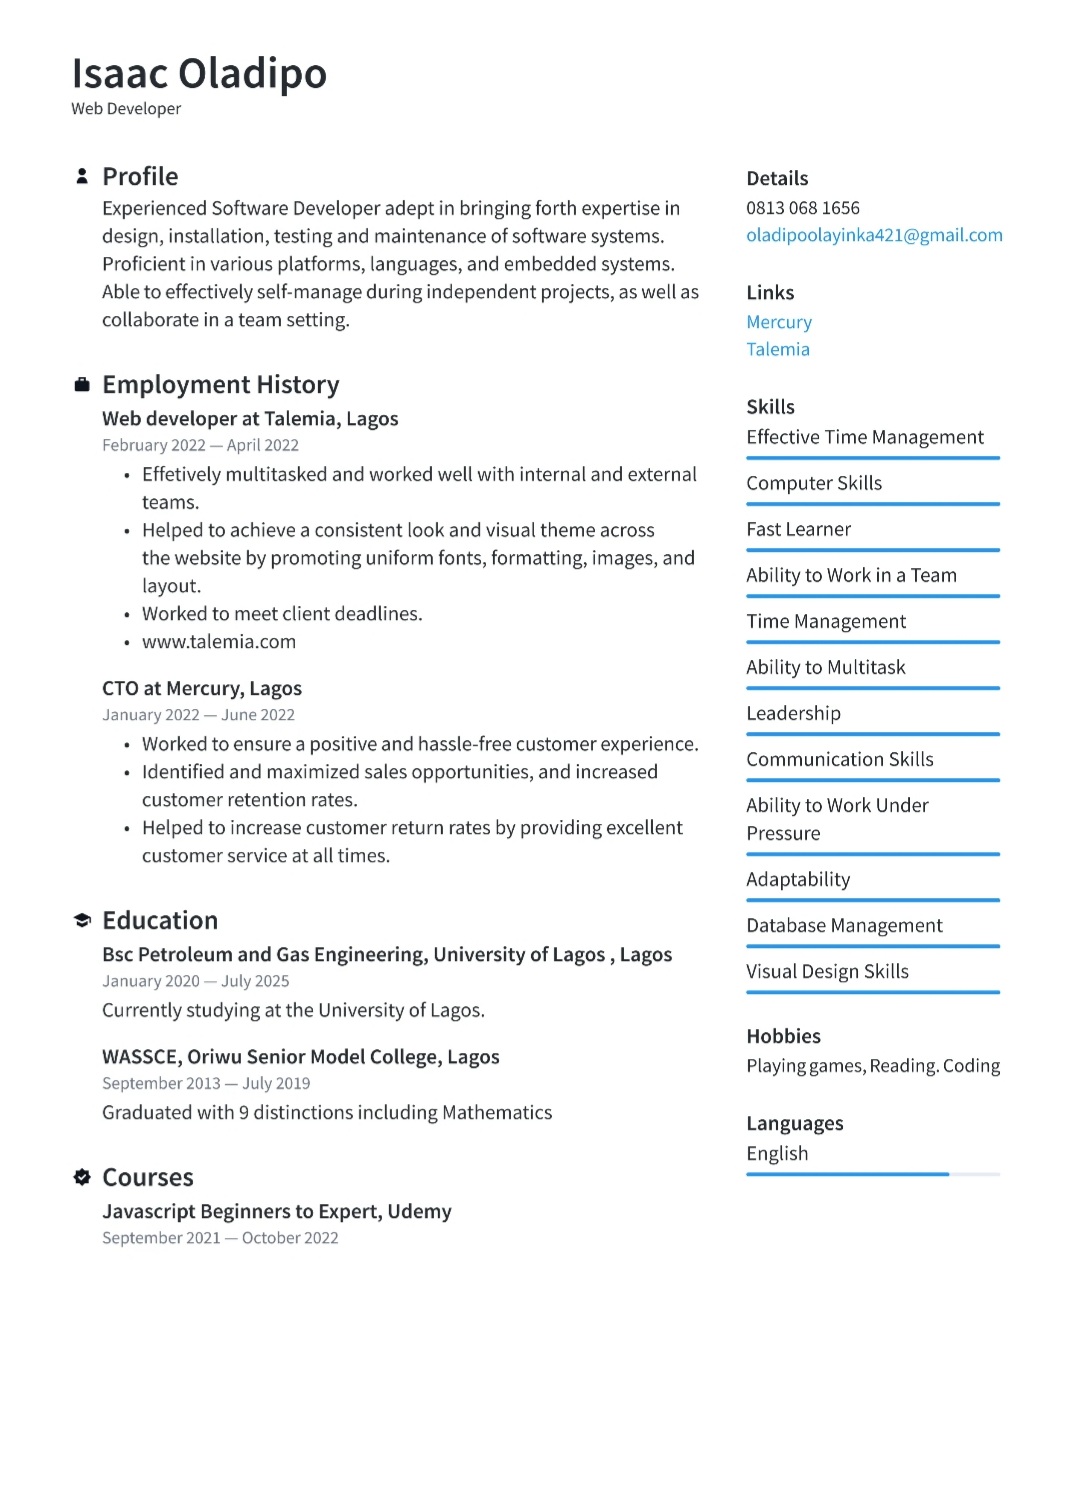 Isaac Oladipo
Web Developer
Profile
Experienced Software Developer adept in bringing forth expertise in
design, installation, testing and maintenance of software systems.
Proficient in various platforms, languages, and embedded systems.
Able to effectively self-manage during independent projects, as well as
collaborate in a team setting.
Employment History
Web developer at Talemia, Lagos
February 2022 — April 2022
• Effetively multitasked and worked well with internal and external
teams.
• Helped to achieve a consistent look and visual theme across
the website by promoting uniform fonts, formatting, images, and
layout.
• Worked to meet client deadlines.
• www.talemia.com
CTO at Mercury, Lagos
January 2022 — June 2022
• Worked to ensure a positive and hassle-free customer experience.
• Identified and maximized sales opportunities, and increased
customer retention rates.
• Helped to increase customer return rates by providing excellent
customer service at all times.
Education
Bsc Petroleum and Gas Engineering, University of Lagos , Lagos
January 2020 — July 2025
Currently studying at the University of Lagos.
WASSCE, Oriwu Senior Model College, Lagos
September 2013 — July 2019
Graduated with 9 distinctions including Mathematics
Courses
Javascript Beginners to Expert, Udemy
September 2021 — October 2022
Details
0813 068 1656
oladipoolayinka421@gmail.com
Links
Mercury
Talemia
Skills
Effective Time Management
Computer Skills
Fast Learner
Ability to Work in a Team
Time Management
Ability to Multitask
Leadership
Communication Skills
Ability to Work Under
Pressure
Adaptability
Database Management
Visual Design Skills
Hobbies
Playing games, Reading. Coding
Languages
English